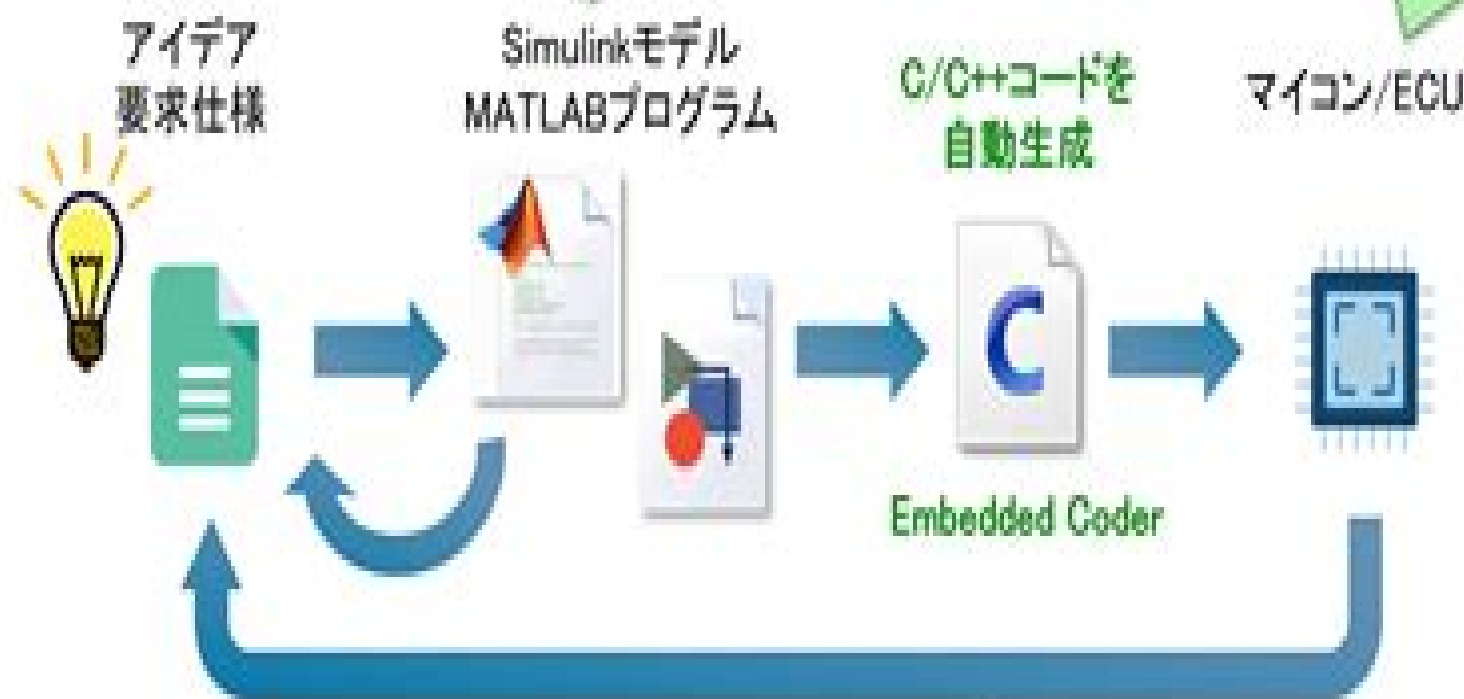 アイデア
要求仕様
Simulinkモデル
MATLABプログラム
C/C++コードを
自動生成
マイコン/ECU
C
Embedded Coder